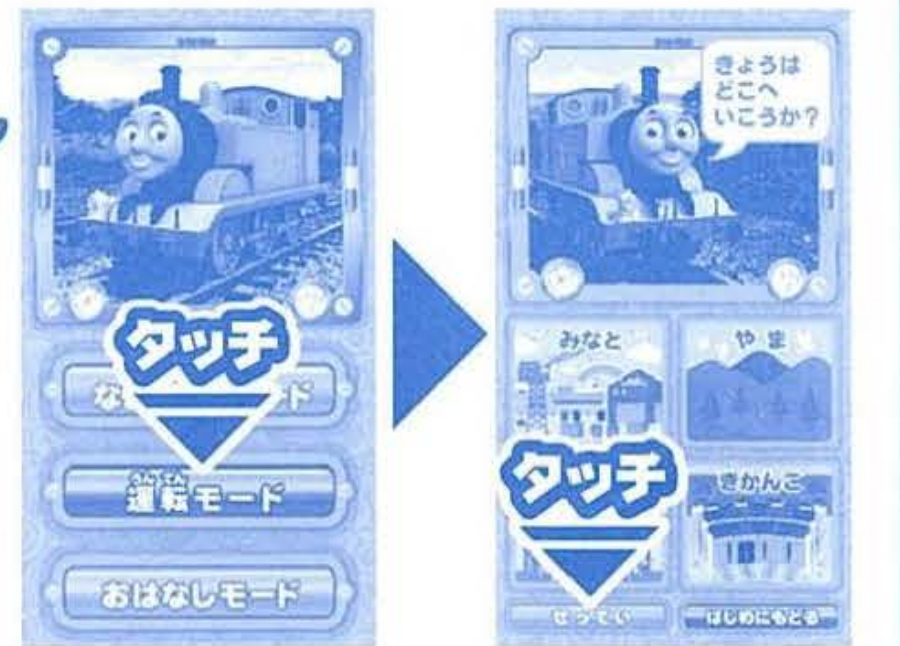 タッチ
な
ド
運転モード
うんてん
おはなしモード
きょうは
どこへ
いこうか？
みなと
やま
タッチ
きかんこ
せってい
はじめにもどる